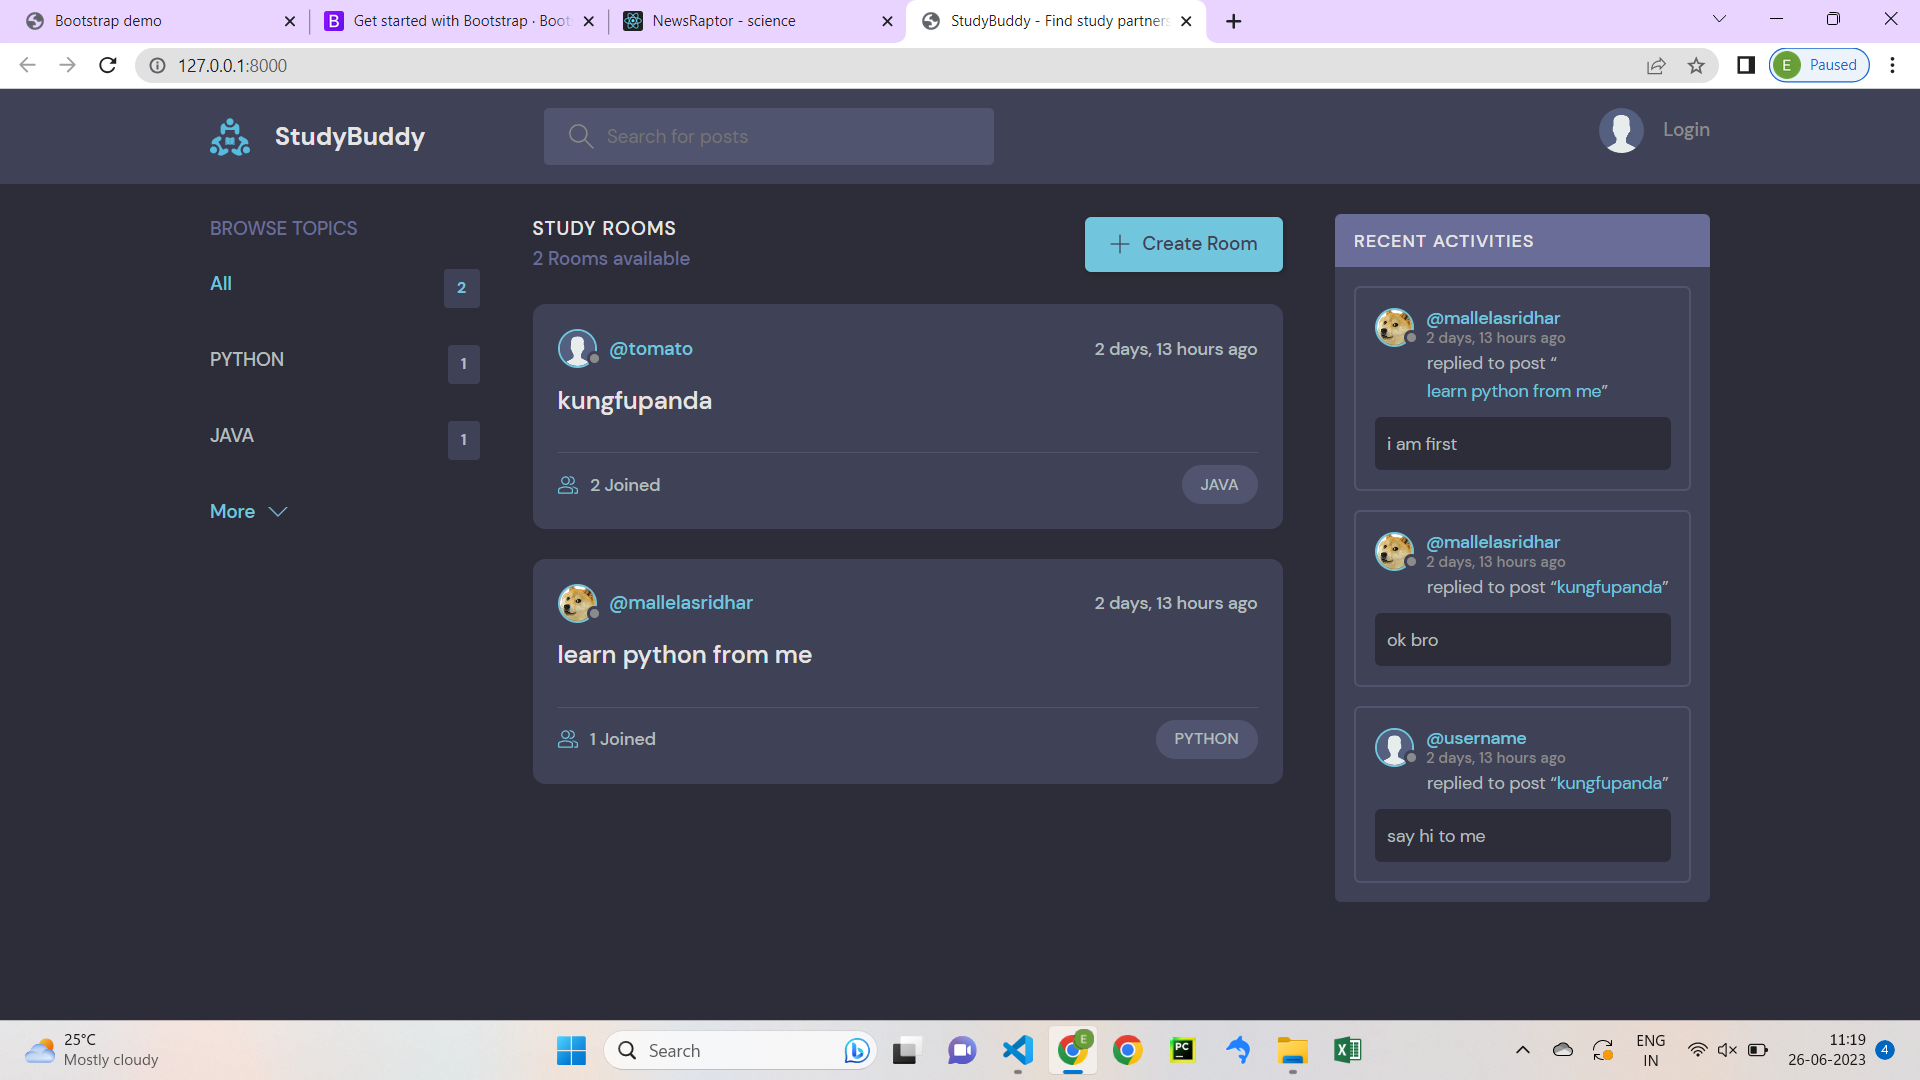 Bootstrap demo
Get started with Bootstrap · Boots
NewsRaptor - science
StudyBuddy - Find study partners
127.0.0.1:8000
E Paused
StudyBuddy
Search for posts
Login
BROWSE TOPICS
All 2
PYTHON 1
JAVA 1
More
STUDY ROOMS
2 Rooms available
Create Room
@tomato 2 days, 13 hours ago
kungfupanda
2 Joined JAVA
@mallelasridhar 2 days, 13 hours ago
learn python from me
1 Joined PYTHON
RECENT ACTIVITIES
@mallelasridhar
2 days, 13 hours ago
replied to post “
learn python from me”
i am first
@mallelasridhar
2 days, 13 hours ago
replied to post “kungfupanda”
ok bro
@username
2 days, 13 hours ago
replied to post “kungfupanda”
say hi to me
25°C
Mostly cloudy
Search
ENG
IN
11:19
26-06-2023
4